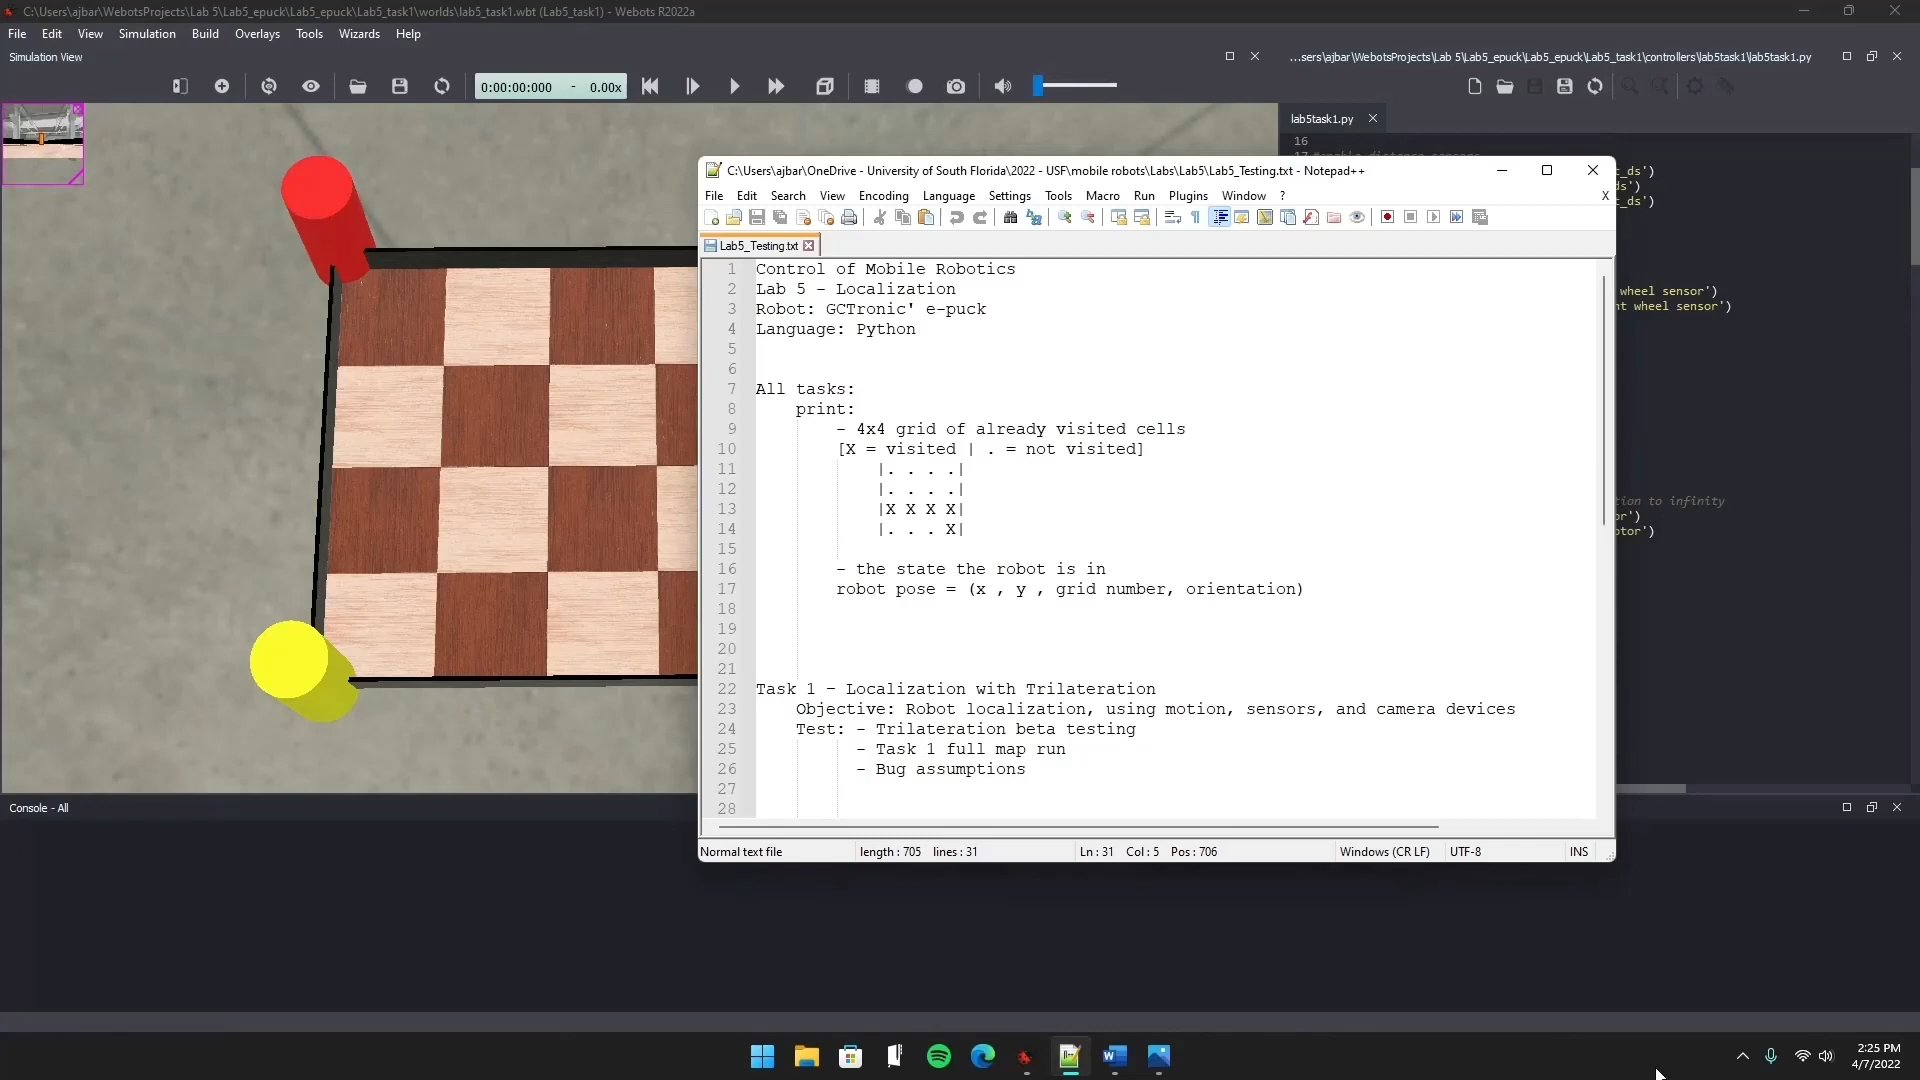 C:\Users\ajbar\WebotsProjects\Lab 5\Lab5_epuck\Lab5_epuck\Lab5_task1\worlds\lab5_task1.wbt (Lab5_task1) - Webots R2022a
File Edit View Simulation Build Overlays Tools Wizards Help
Simulation View
...sers\ajbar\WebotsProjects\Lab 5\Lab5_epuck\Lab5_epuck\Lab5_task1\controllers\lab5task1\lab5task1.py
0:00:00:000 - 0.00x
lab5task1.py
16
t_ds')
ds')
t_ds')
wheel sensor')
nt wheel sensor')
tion to infinity
or')
otor')
C:\Users\ajbar\OneDrive - University of South Florida\2022 - USF\mobile robots\Labs\Lab5\Lab5_Testing.txt - Notepad++
File Edit Search View Encoding Language Settings Tools Macro Run Plugins Window ? X
Lab5_Testing.txt
1 Control of Mobile Robotics
2 Lab 5 - Localization
3 Robot: GCTronic' e-puck
4 Language: Python
5
6
7 All tasks:
8 print:
9 - 4x4 grid of already visited cells
10 [X = visited | . = not visited]
11 |. . . .|
12 |. . . .|
13 |X X X X|
14 |. . . X|
15
16 - the state the robot is in
17 robot pose = (x , y , grid number, orientation)
18
19
20
21
22 Task 1 - Localization with Trilateration
23 Objective: Robot localization, using motion, sensors, and camera devices
24 Test: - Trilateration beta testing
25 - Task 1 full map run
26 - Bug assumptions
27
28
Normal text file length : 705 lines : 31 Ln : 31 Col : 5 Pos : 706 Windows (CR LF) UTF-8 INS
Console - All
2:25 PM
4/7/2022